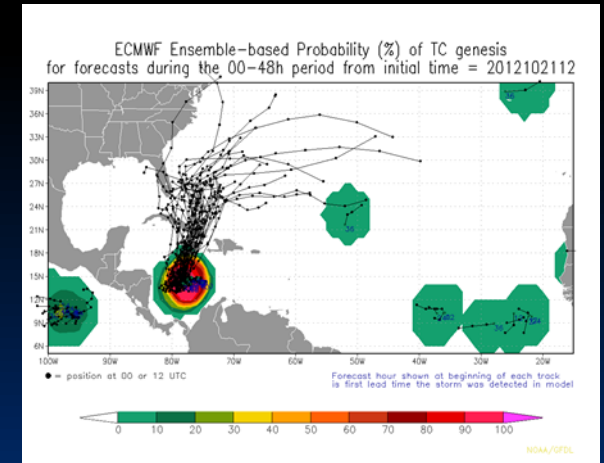 ECMWF Ensemble-based Probability (%) of TC genesis
for forecasts during the 00-48h period from initial time = 2012102112
39N
36N
33N
30N
27N
24N
21N
18N
15N
12N
9N
6N
36
36
36
100W 90W 80W 70W 60W 50W 40W 30W 20W
● = position at 00 or 12 UTC
Forecast hour shown at beginning of each track
is first lead time the storm was detected in model
0 10 20 30 40 50 60 70 80 90 100
NOAA/GFDL